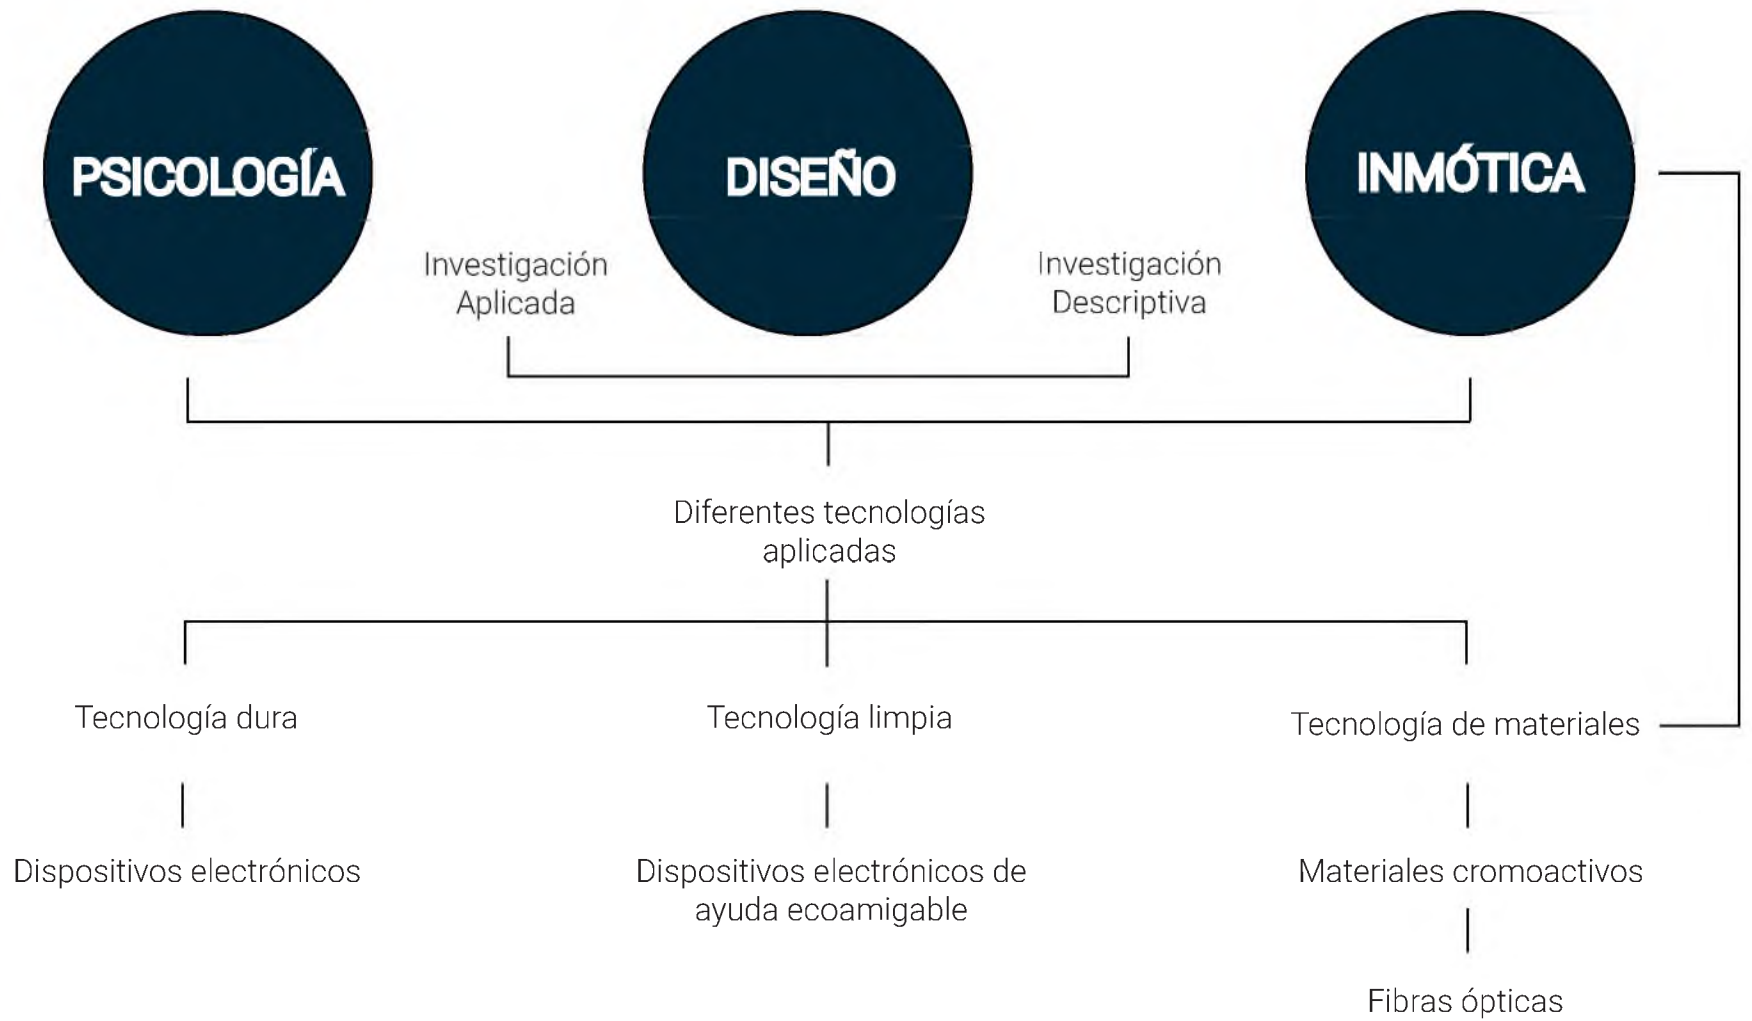 PSICOLOGÍA
DISEÑO
INMÓTICA
Investigación
Aplicada
Investigación
Descriptiva
Diferentes tecnologías
aplicadas
Tecnología dura
Tecnología limpia
Tecnología de materiales
Dispositivos electrónicos
Dispositivos electrónicos de
ayuda ecoamigable
Materiales cromoactivos
Fibras ópticas